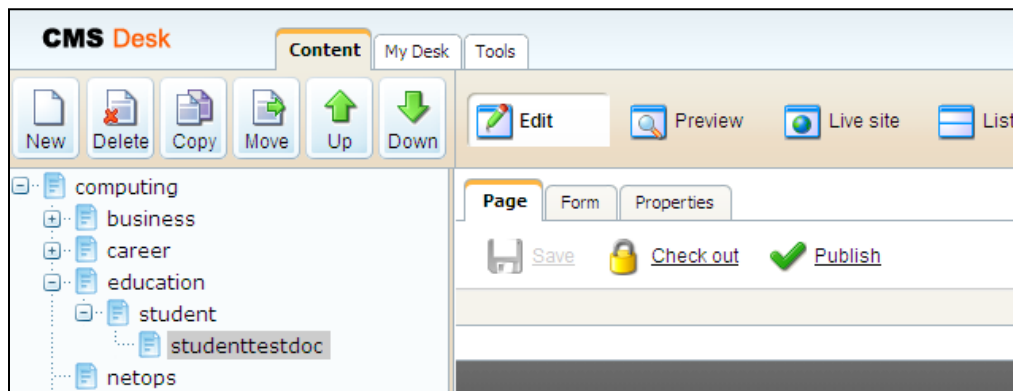 CMS Desk
Content My Desk Tools
New Delete Copy Move Up Down
Edit Preview Live site List
computing
business
career
education
student
studenttestdoc
netops
Page Form Properties
Save Check out Publish